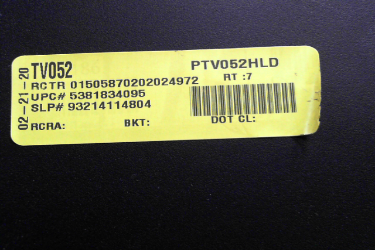 02-21-20
TV052 PTV052HLD
RCTR 01505870202024972 RT :7
UPC# 5381834095
SLP# 93214114804
RCRA: BKT: DOT CL: